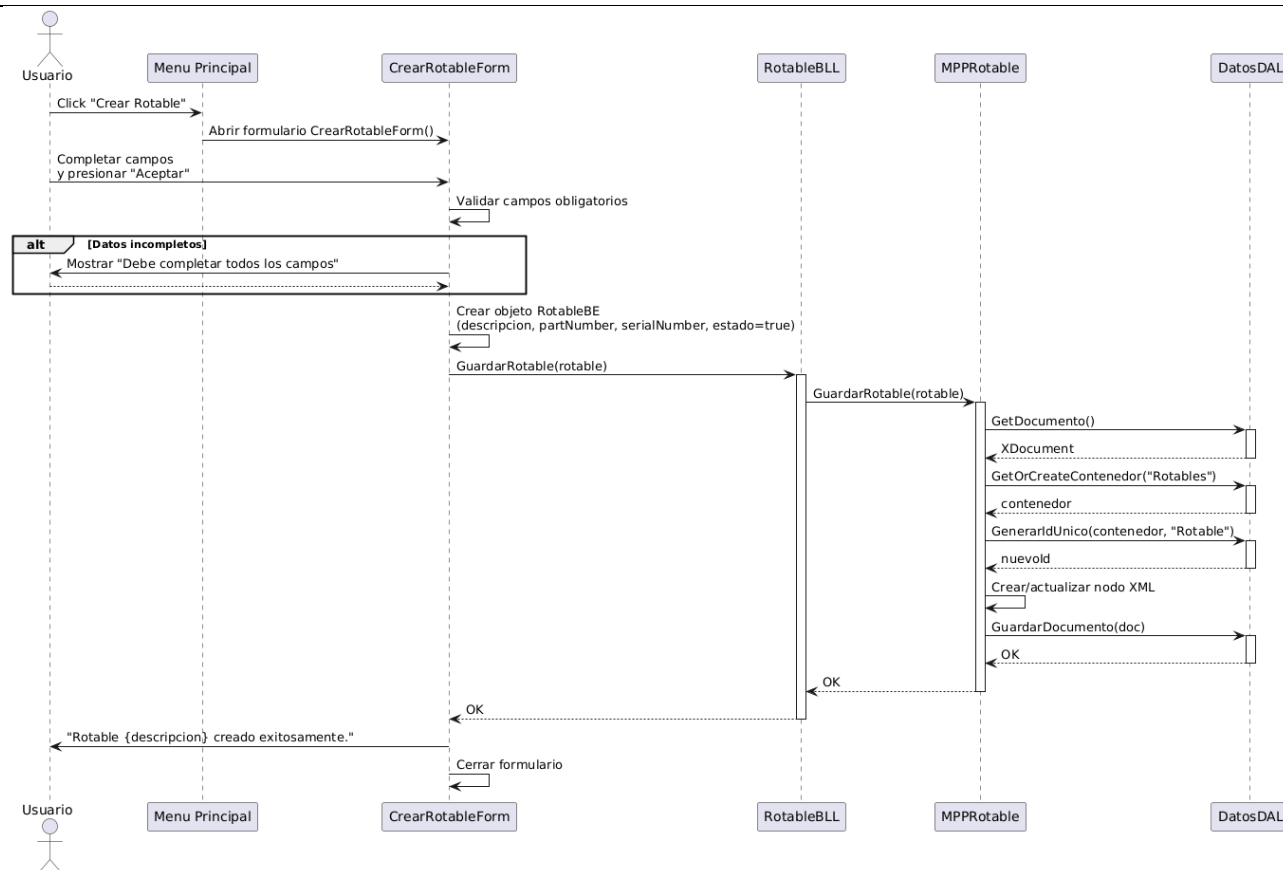 Usuario
Menu Principal
CrearRotableForm
RotableBLL
MPPRotable
DatosDAL
Click "Crear Rotable"
Abrir formulario CrearRotableForm()
Completar campos
y presionar "Aceptar"
Validar campos obligatorios
alt
[Datos incompletos]
Mostrar "Debe completar todos los campos"
Crear objeto RotableBE
(descripcion, partNumber, serialNumber, estado=true)
GuardarRotable(rotable)
GuardarRotable(rotable)
GetDocumento()
XDocument
GetOrCreateContenedor("Rotables")
contenedor
GenerarIdUnico(contenedor, "Rotable")
nuevoId
Crear/actualizar nodo XML
GuardarDocumento(doc)
OK
OK
OK
"Rotable {descripcion} creado exitosamente."
Cerrar formulario
Usuario
Menu Principal
CrearRotableForm
RotableBLL
MPPRotable
DatosDAL